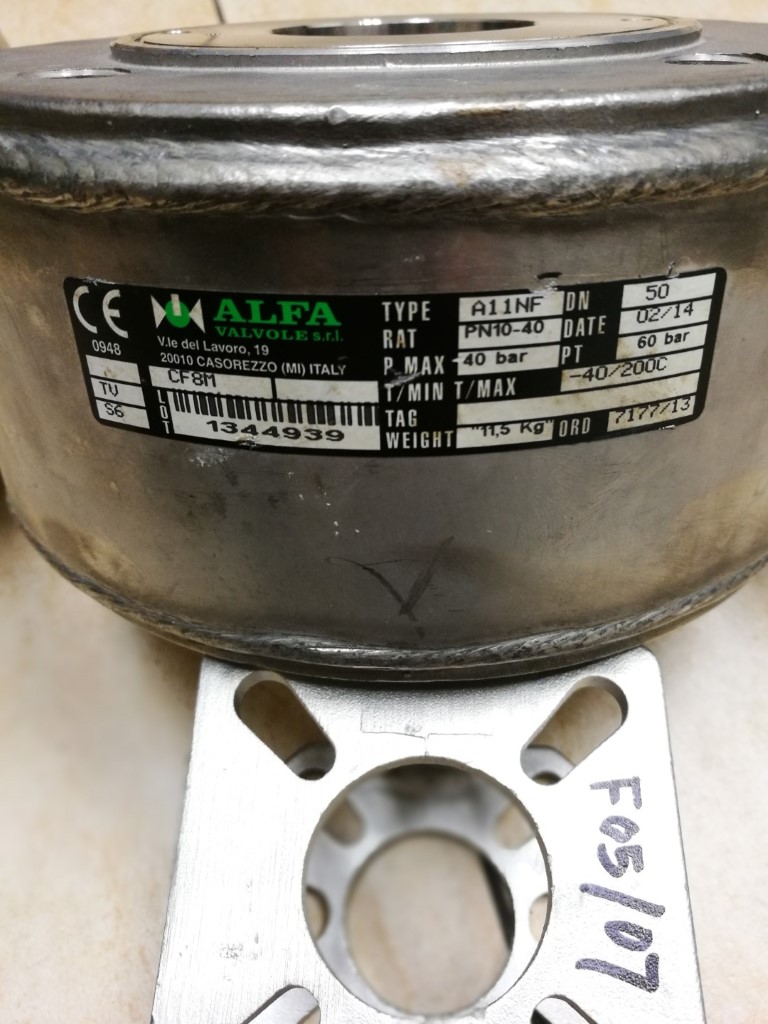 CE
0948
ALFA
VALVOLE s.r.l.
V.le del Lavoro, 19
20010 CASOREZZO (MI) ITALY
CF8M
TV
S6
LOT
1344939
TYPE A11NF DN 50
RAT PN10-40 DATE 02/14
P MAX 40 bar PT 60 bar
T/MIN T/MAX -40/200C
TAG
WEIGHT "11,5 Kg" ORD 7177/13
F05/07